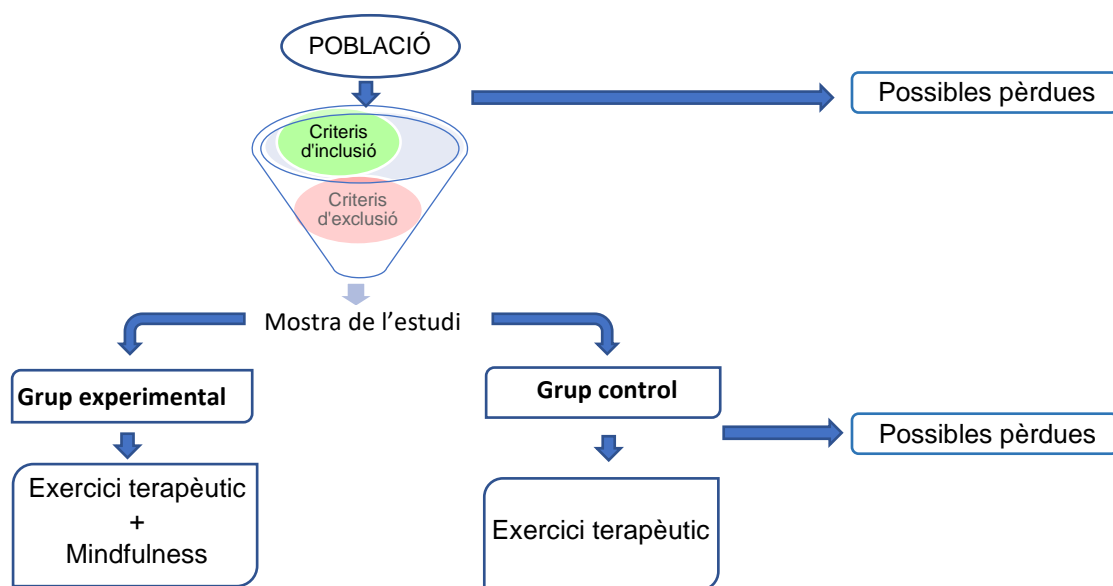 POBLACIÓ
Possibles pèrdues
Criteris
d'inclusió
Criteris
d'exclusió
Mostra de l’estudi
Grup experimental
Grup control
Possibles pèrdues
Exercici terapèutic
+
Mindfulness
Exercici terapèutic